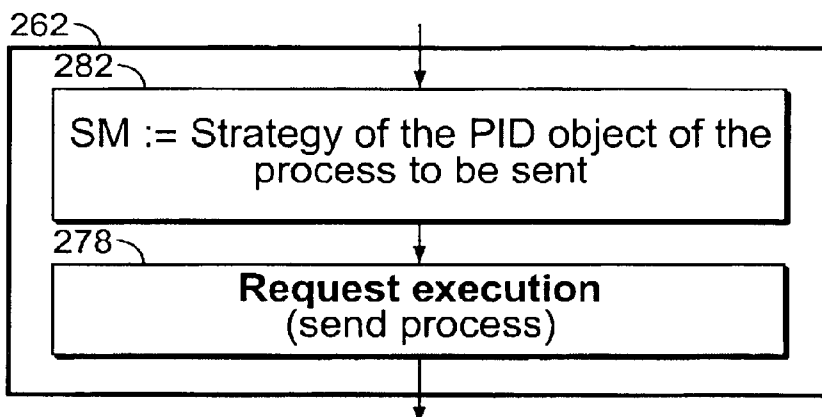 262
282
SM := Strategy of the PID object of the
process to be sent
278
Request execution
(send process)